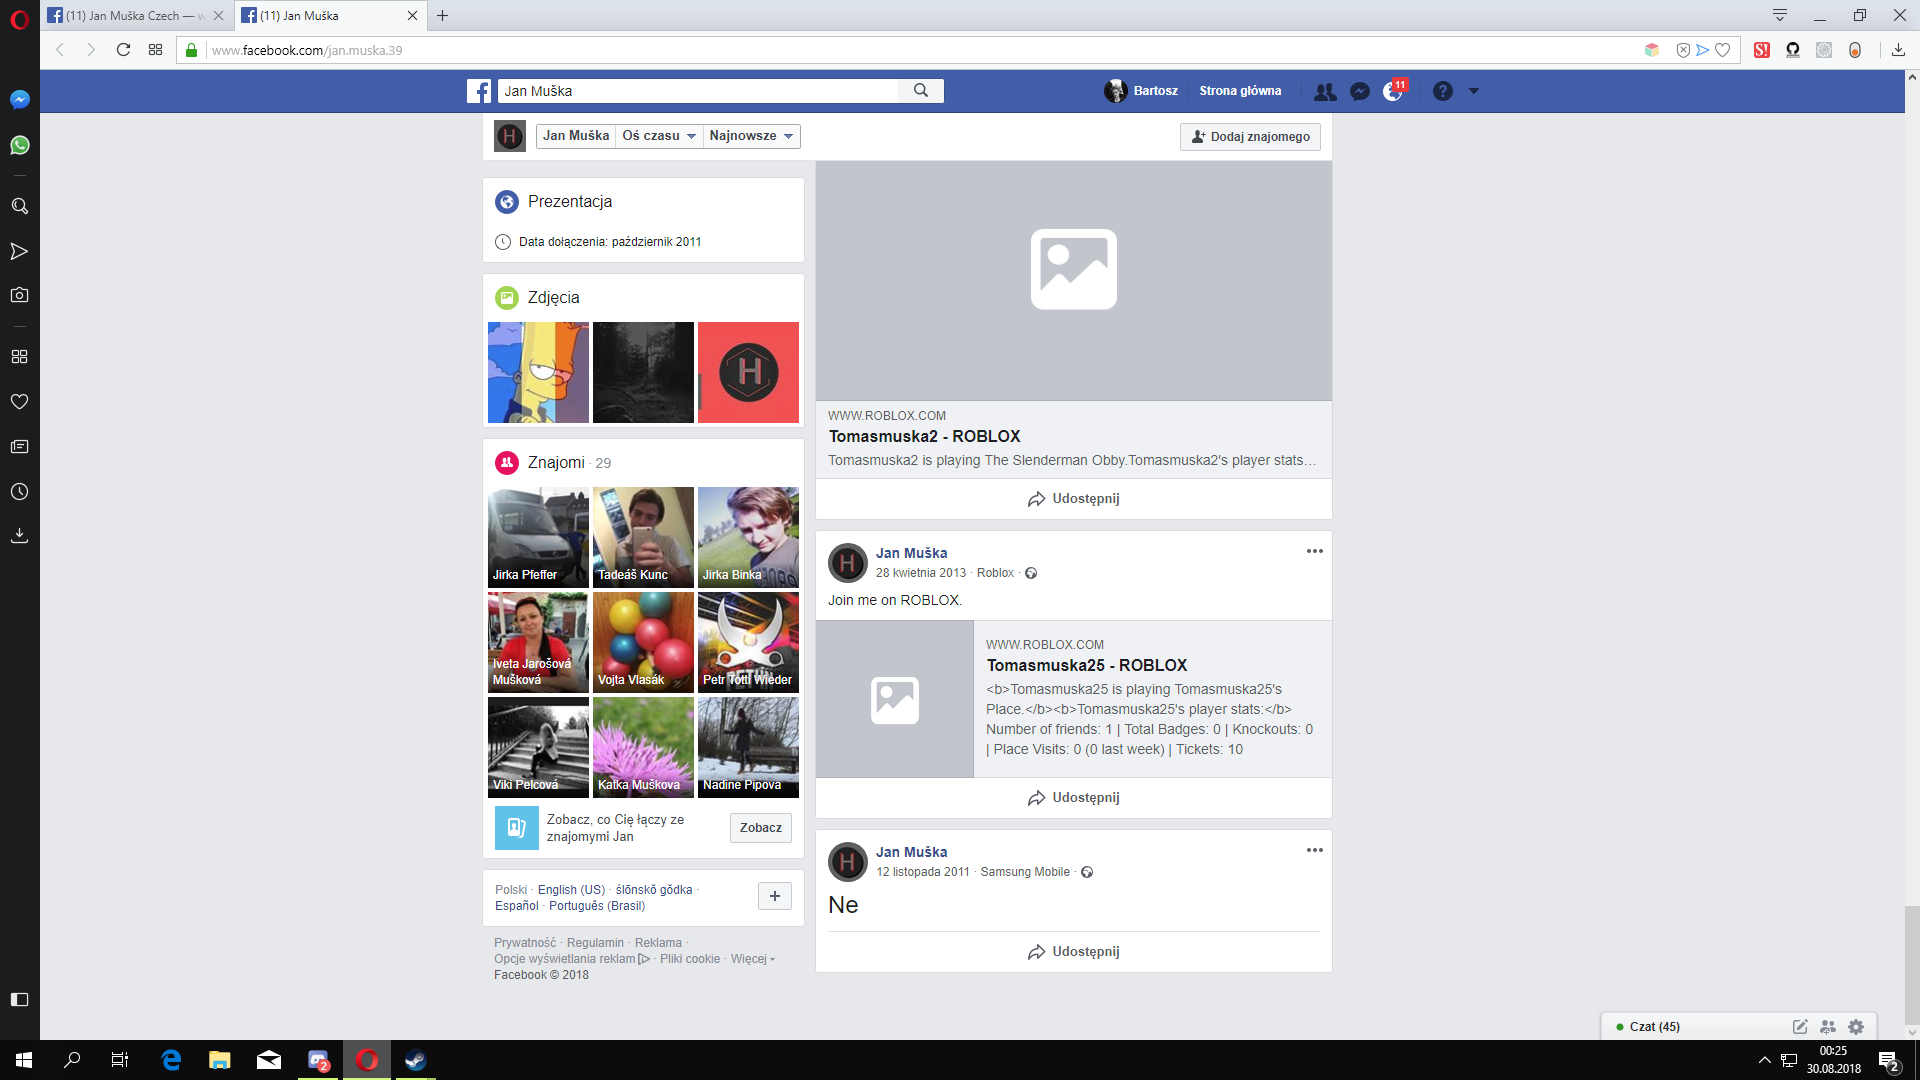 (11) Jan Muška Czech — w
(11) Jan Muška
www.facebook.com/jan.muska.39
Jan Muška
Bartosz
Strona główna
11
Jan Muška
Oś czasu
Najnowsze
Dodaj znajomego
Prezentacja
Data dołączenia: październik 2011
Zdjęcia
H
Znajomi · 29
Jirka Pfeffer
Tadeáš Kunc
Jirka Binka
Iveta Jarošová
Mušková
Vojta Vlasák
Petr Totti Wieder
Viki Pelcová
Katka Muškova
Nadine Pipova
Zobacz, co Cię łączy ze
znajomymi Jan
Zobacz
Polski · English (US) · ślōnskŏ gŏdka ·
Español · Português (Brasil)
Prywatność · Regulamin · Reklama ·
Opcje wyświetlania reklam · Pliki cookie · Więcej
Facebook © 2018
WWW.ROBLOX.COM
Tomasmuska2 - ROBLOX
Tomasmuska2 is playing The Slenderman Obby.Tomasmuska2's player stats…
Udostępnij
Jan Muška
28 kwietnia 2013 · Roblox ·
Join me on ROBLOX.
WWW.ROBLOX.COM
Tomasmuska25 - ROBLOX
<b>Tomasmuska25 is playing Tomasmuska25's
Place.</b><b>Tomasmuska25's player stats:</b>
Number of friends: 1 | Total Badges: 0 | Knockouts: 0
| Place Visits: 0 (0 last week) | Tickets: 10
Udostępnij
Jan Muška
12 listopada 2011 · Samsung Mobile ·
Ne
Udostępnij
Czat (45)
2
00:25
30.08.2018
2